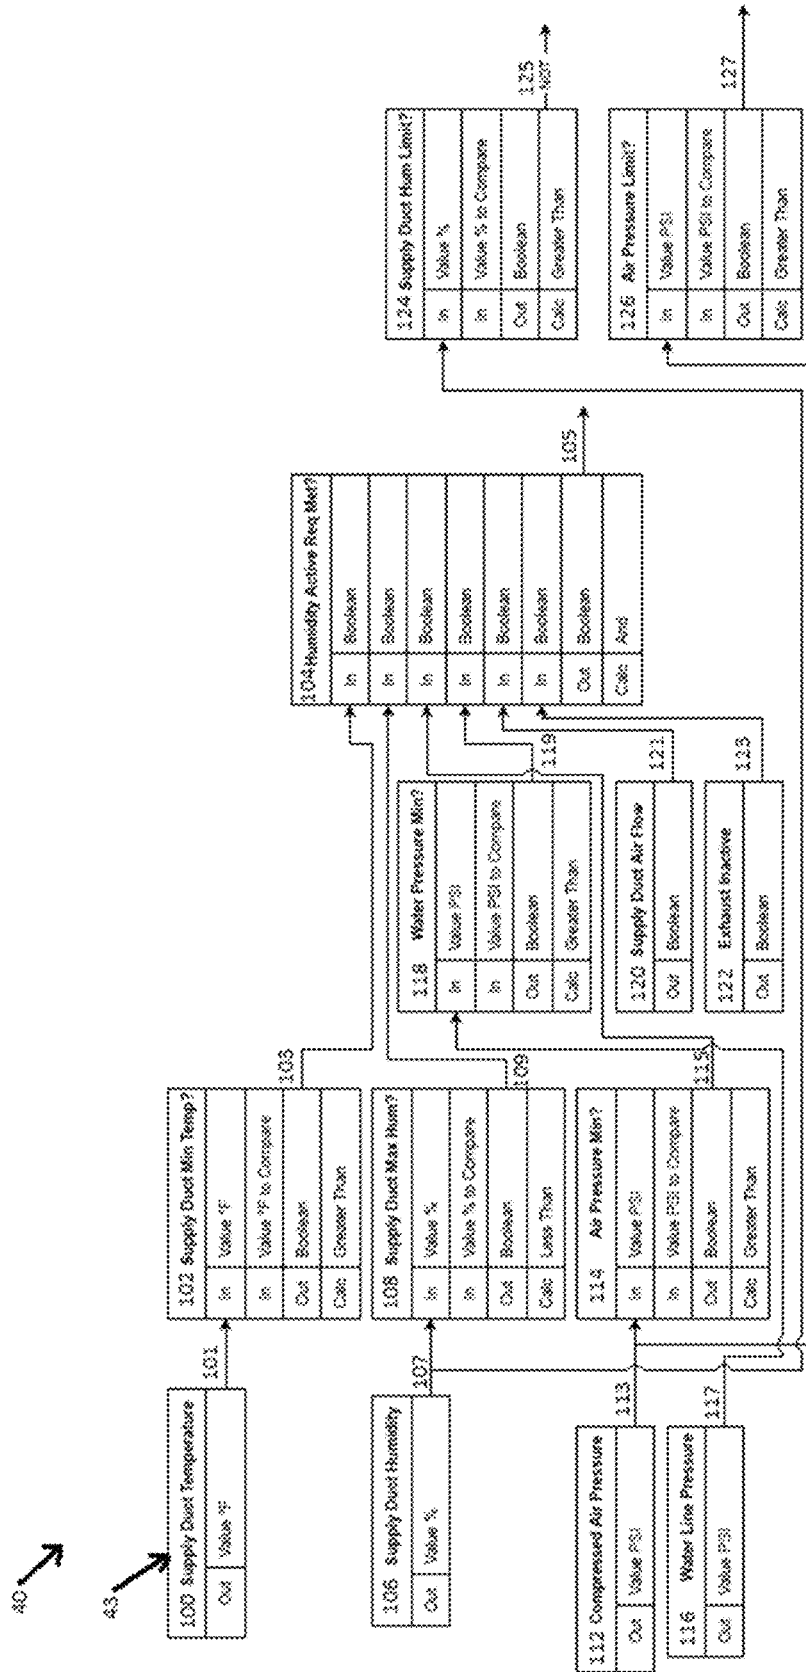 40
43
100 Supply Duct Temperature
Out Value °F
101
102 Supply Duct Min Temp?
In Value °F
In Value °F to Compare
Out Boolean
Calc Greater Than
103
106 Supply Duct Humidity
Out Value %
107
108 Supply Duct Max Hum?
In Value %
In Value % to Compare
Out Boolean
Calc Less Than
109
112 Compressed Air Pressure
Out Value PSI
113
114 Air Pressure Min?
In Value PSI
In Value PSI to Compare
Out Boolean
Calc Greater Than
115
116 Water Line Pressure
Out Value PSI
117
118 Water Pressure Min?
In Value PSI
In Value PSI to Compare
Out Boolean
Calc Greater Than
119
120 Supply Duct Air Flow
Out Boolean
121
122 Exhaust Inactive
Out Boolean
123
104 Humidity Active Req Met?
In Boolean
In Boolean
In Boolean
In Boolean
In Boolean
In Boolean
Out Boolean
Calc And
105
124 Supply Duct Hum Limit?
In Value %
In Value % to Compare
Out Boolean
Calc Greater Than
125
NOT
126 Air Pressure Limit?
In Value PSI
In Value PSI to Compare
Out Boolean
Calc Greater Than
127